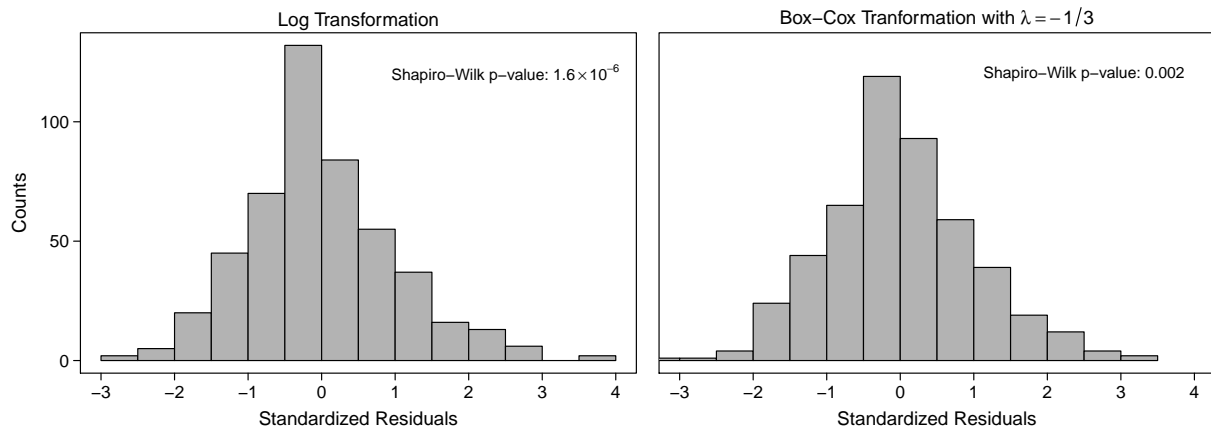 Log Transformation
Shapiro−Wilk p−value: 1.6×10−6
Counts
100
50
0
−3 −2 −1 0 1 2 3 4
Standardized Residuals
Box−Cox Tranformation with λ=−1/3
Shapiro−Wilk p−value: 0.002
−3 −2 −1 0 1 2 3 4
Standardized Residuals